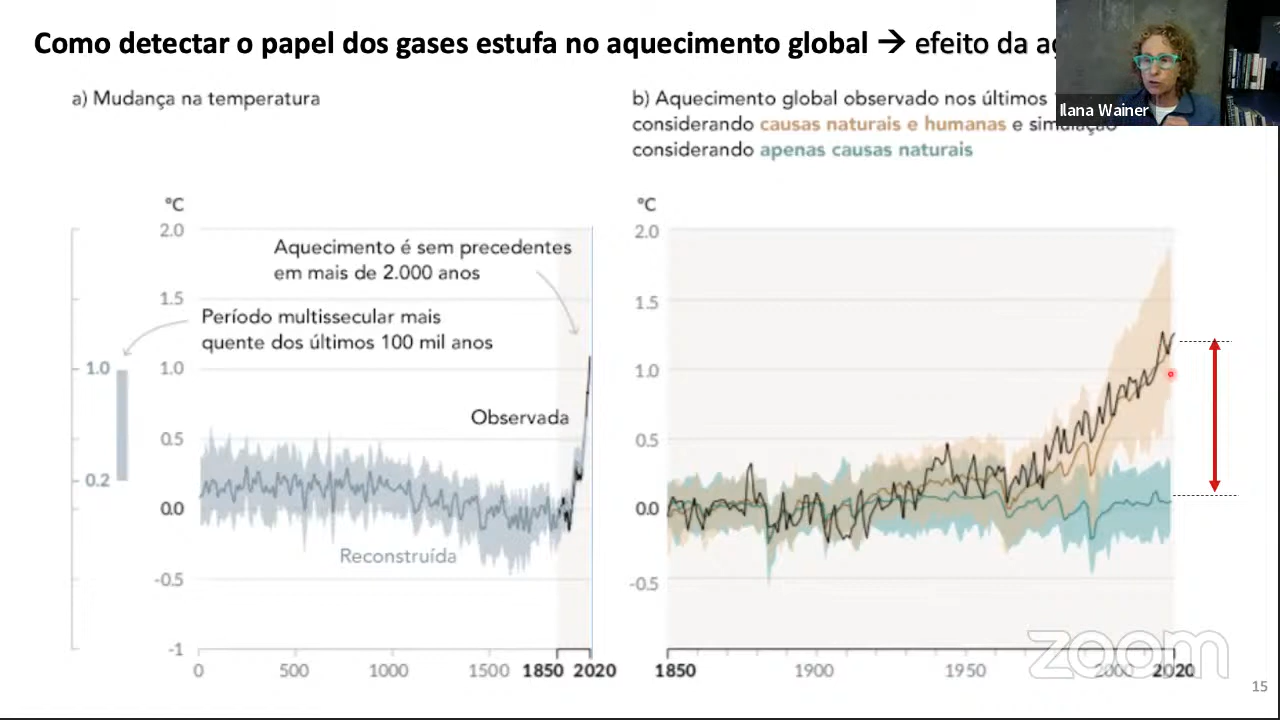 Como detectar o papel dos gases estufa no aquecimento global → efeito da
Ilana Wainer
a) Mudança na temperatura
b) Aquecimento global observado nos últimos
considerando causas naturais e humanas e simulação
considerando apenas causas naturais
°C
2.0
1.5
1.0
0.5
0.0
-0.5
-1
1.0
0.2
Aquecimento é sem precedentes
em mais de 2.000 anos
Período multissecular mais
quente dos últimos 100 mil anos
Observada
Reconstruída
0
500
1000
1500
1850
2020
°C
2.0
1.5
1.0
0.5
0.0
-0.5
1850
1900
1950
2000
2020
zoom
15